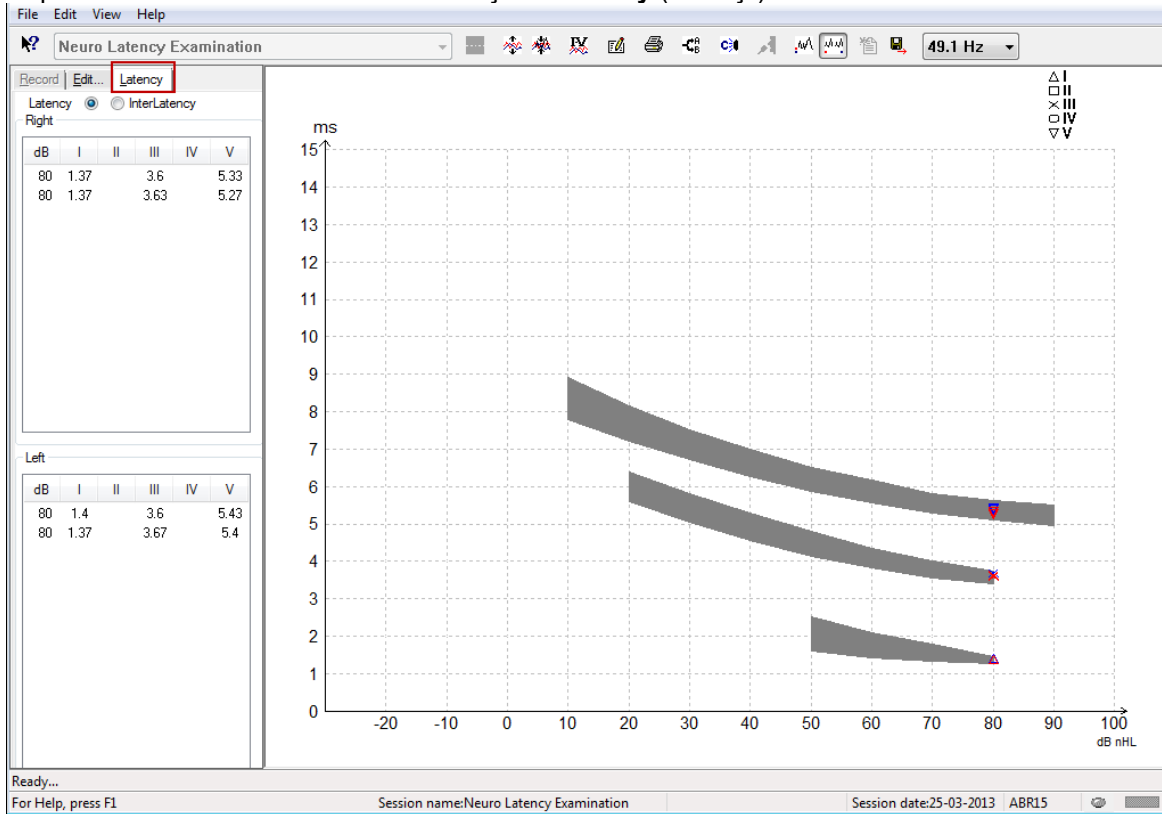 File Edit View Help
Neuro Latency Examination 49.1 Hz
Record Edit... Latency
Latency InterLatency
Right
dB I II III IV V
80 1.37 3.6 5.33
80 1.37 3.63 5.27
Left
dB I II III IV V
80 1.4 3.6 5.43
80 1.37 3.67 5.4
I
II
III
IV
V
ms
15
14
13
12
11
10
9
8
7
6
5
4
3
2
1
0
-20 -10 0 10 20 30 40 50 60 70 80 90 100
dB nHL
Ready...
For Help, press F1 Session name:Neuro Latency Examination Session date:25-03-2013 ABR15